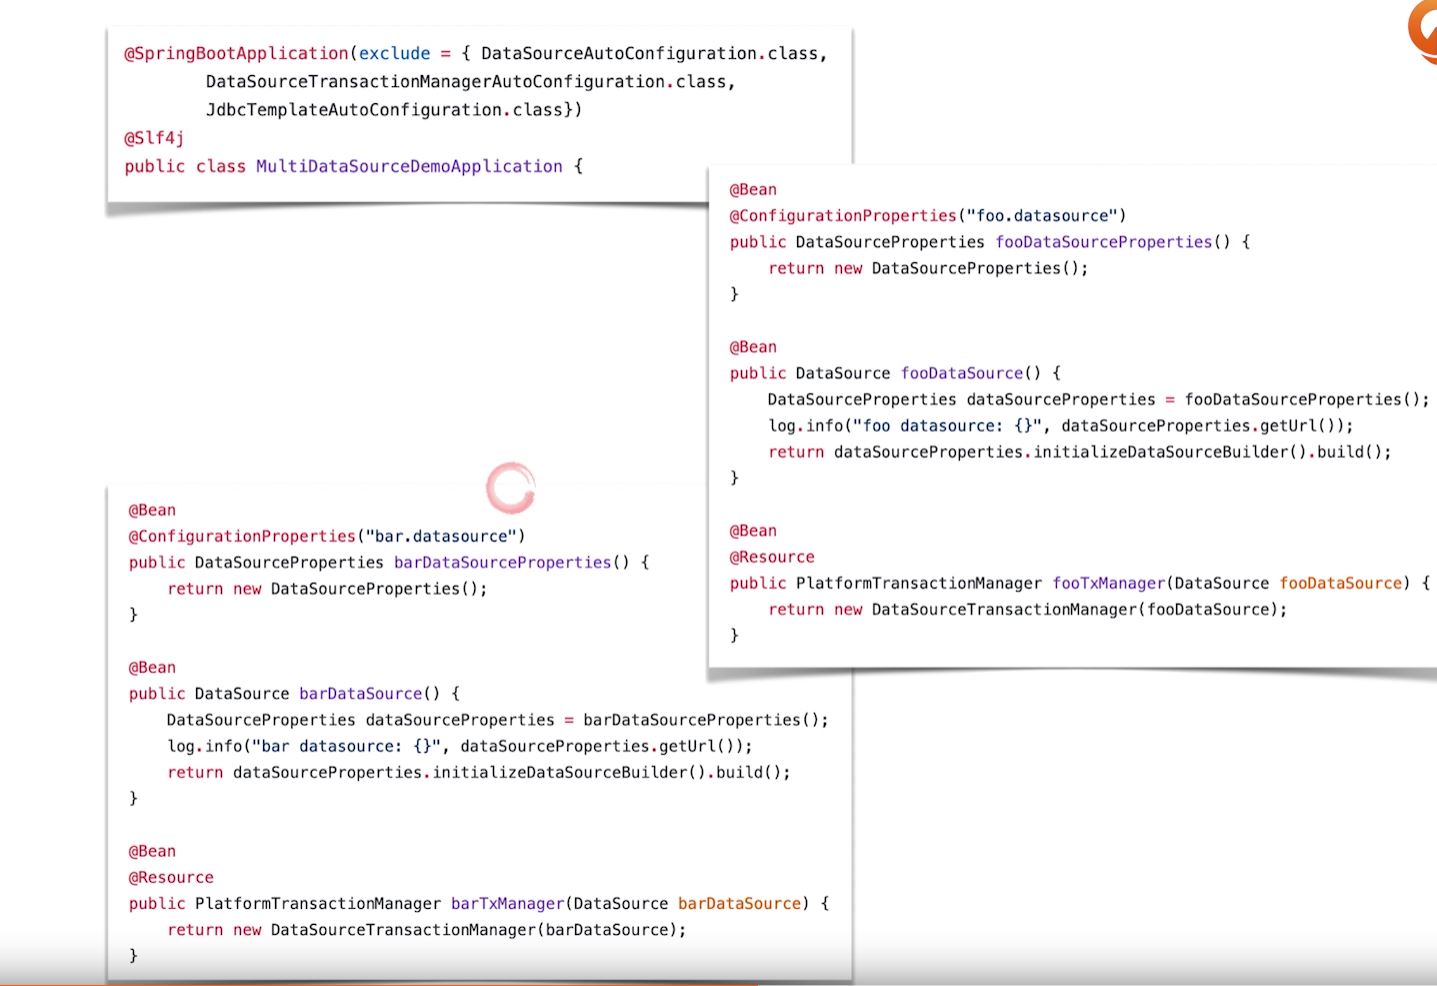 @SpringBootApplication(exclude = { DataSourceAutoConfiguration.class,
DataSourceTransactionManagerAutoConfiguration.class,
JdbcTemplateAutoConfiguration.class})
@Slf4j
public class MultiDataSourceDemoApplication {
@Bean
@ConfigurationProperties("foo.datasource")
public DataSourceProperties fooDataSourceProperties() {
return new DataSourceProperties();
}
@Bean
public DataSource fooDataSource() {
DataSourceProperties dataSourceProperties = fooDataSourceProperties();
log.info("foo datasource: {}", dataSourceProperties.getUrl());
return dataSourceProperties.initializeDataSourceBuilder().build();
}
@Bean
@Resource
public PlatformTransactionManager fooTxManager(DataSource fooDataSource) {
return new DataSourceTransactionManager(fooDataSource);
}
@Bean
@ConfigurationProperties("bar.datasource")
public DataSourceProperties barDataSourceProperties() {
return new DataSourceProperties();
}
@Bean
public DataSource barDataSource() {
DataSourceProperties dataSourceProperties = barDataSourceProperties();
log.info("bar datasource: {}", dataSourceProperties.getUrl());
return dataSourceProperties.initializeDataSourceBuilder().build();
}
@Bean
@Resource
public PlatformTransactionManager barTxManager(DataSource barDataSource) {
return new DataSourceTransactionManager(barDataSource);
}